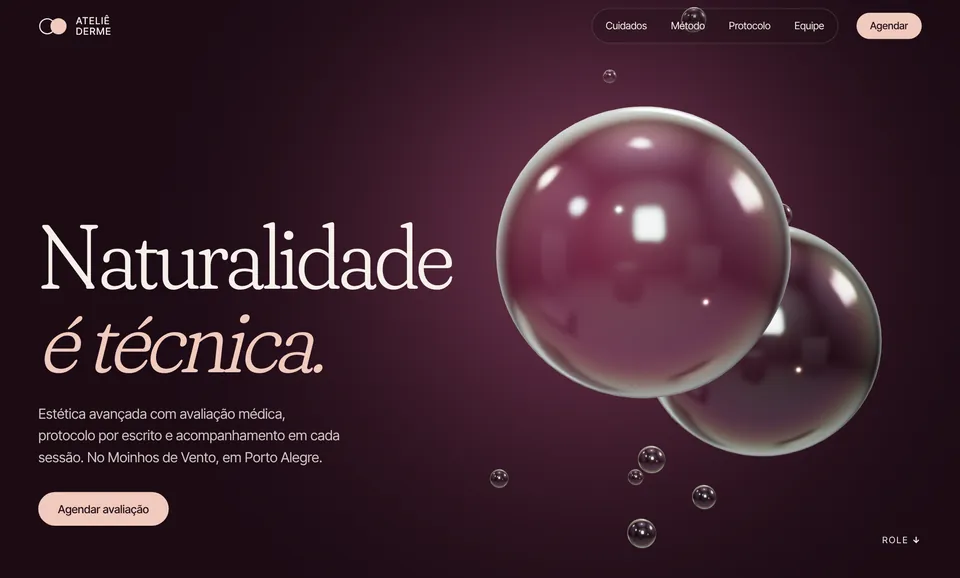 ATELIÊ
DERME
Cuidados
Método
Protocolo
Equipe
Agendar
Naturalidade
é técnica.
Estética avançada com avaliação médica,
protocolo por escrito e acompanhamento em cada
sessão. No Moinhos de Vento, em Porto Alegre.
Agendar avaliação
ROLE ↓